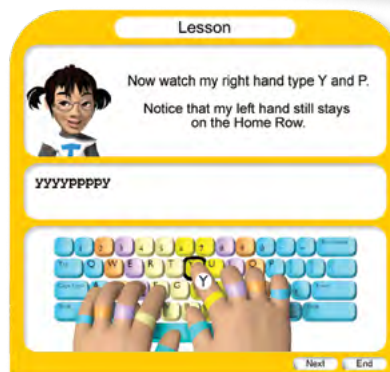 Lesson
Now watch my right hand type Y and P.
Notice that my left hand still stays
on the Home Row.
T
yyyyppppy
Q W E R T U I O P
Y
Next End